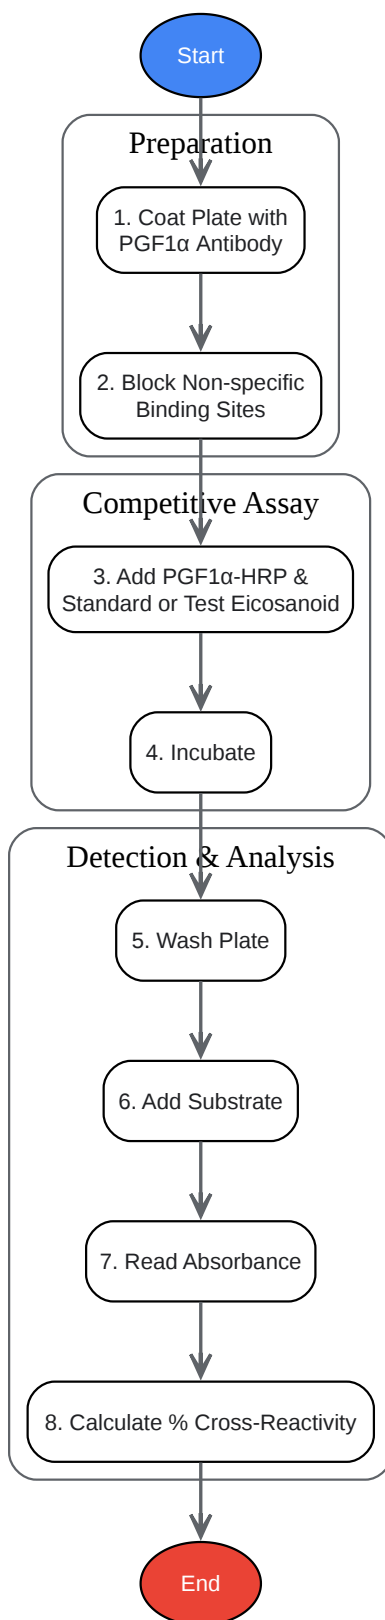 Start
Preparation
1. Coat Plate with
PGF1α Antibody
2. Block Non-specific
Binding Sites
Competitive Assay
3. Add PGF1α-HRP &
Standard or Test Eicosanoid
4. Incubate
Detection & Analysis
5. Wash Plate
6. Add Substrate
7. Read Absorbance
8. Calculate % Cross-Reactivity
End